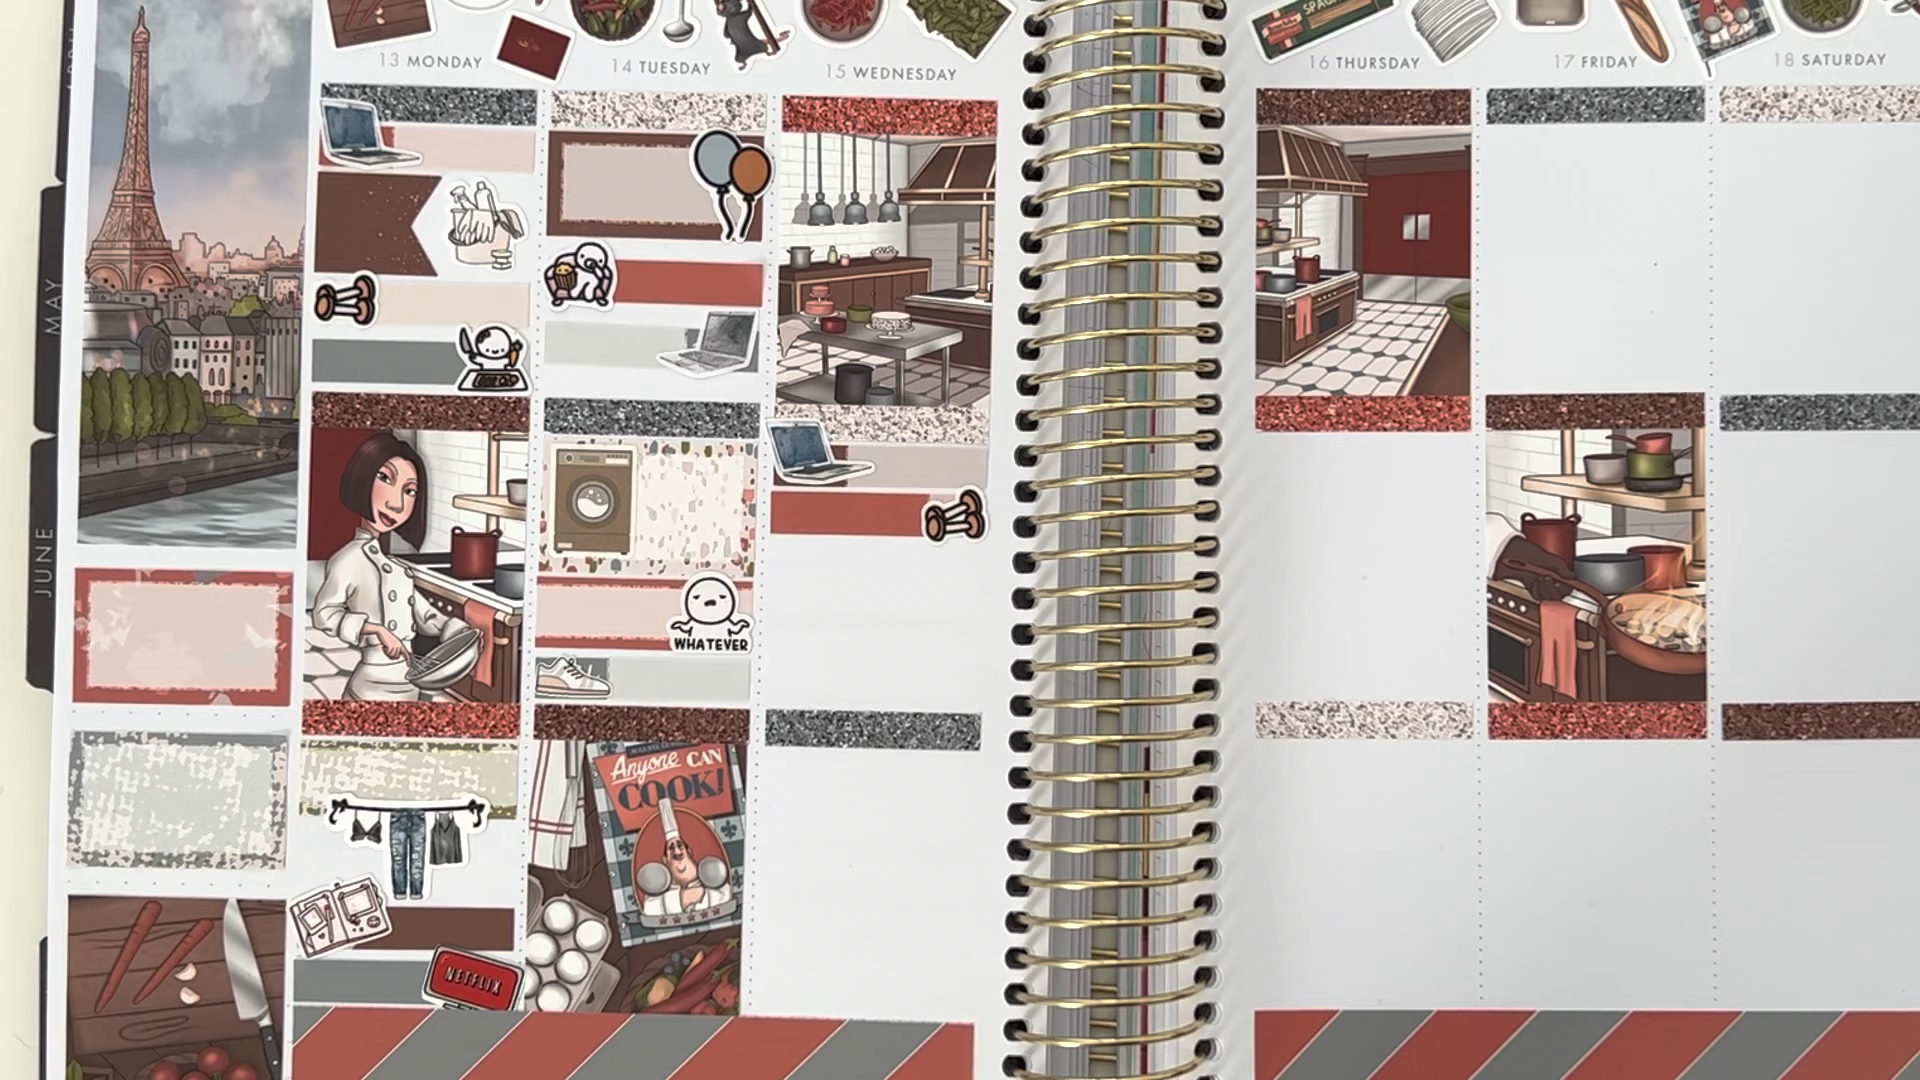 13 MONDAY
14 TUESDAY
15 WEDNESDAY
16 THURSDAY
17 FRIDAY
18 SATURDAY
MAY
JUNE
WHATEVER
Anyone CAN
COOK!
NETFLIX